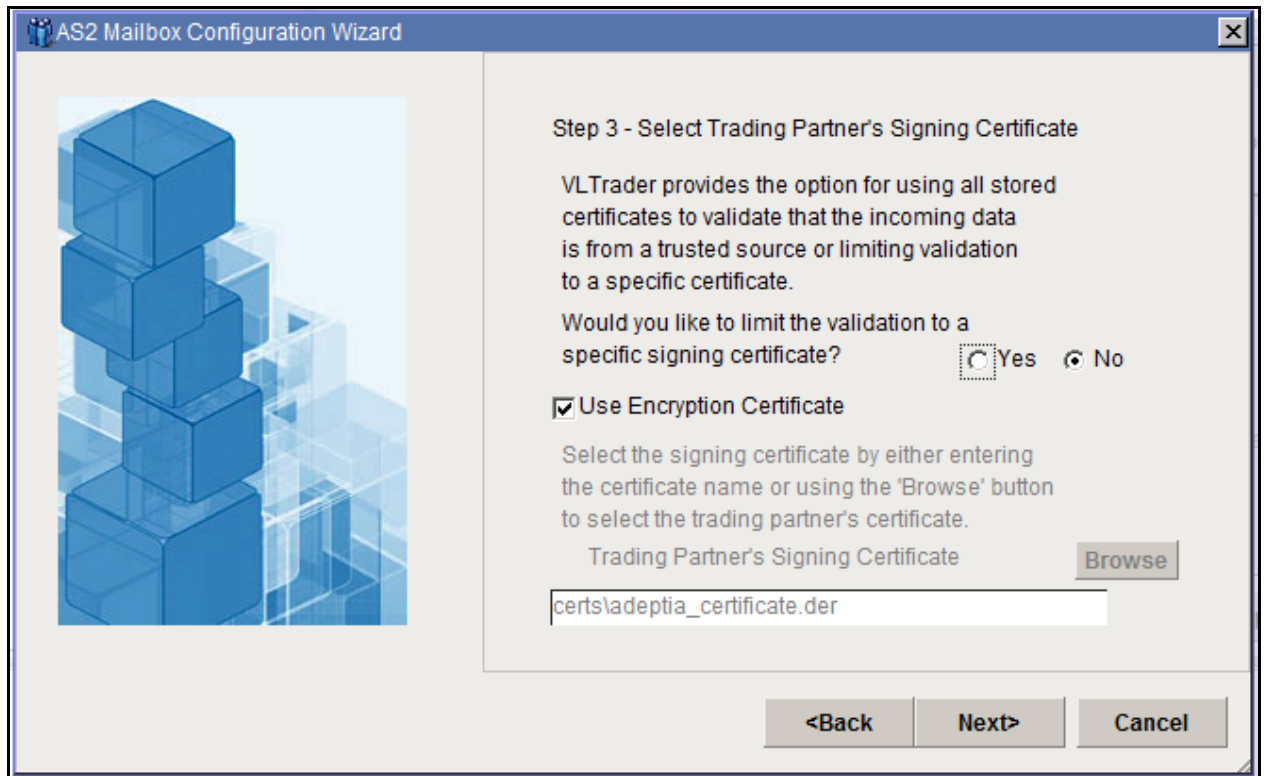 AS2 Mailbox Configuration Wizard
Step 3 - Select Trading Partner's Signing Certificate
VLTrader provides the option for using all stored
certificates to validate that the incoming data
is from a trusted source or limiting validation
to a specific certificate.
Would you like to limit the validation to a
specific signing certificate? Yes No
Use Encryption Certificate
Select the signing certificate by either entering
the certificate name or using the 'Browse' button
to select the trading partner's certificate.
Trading Partner's Signing Certificate Browse
certs\adeptia_certificate.der
<Back Next> Cancel